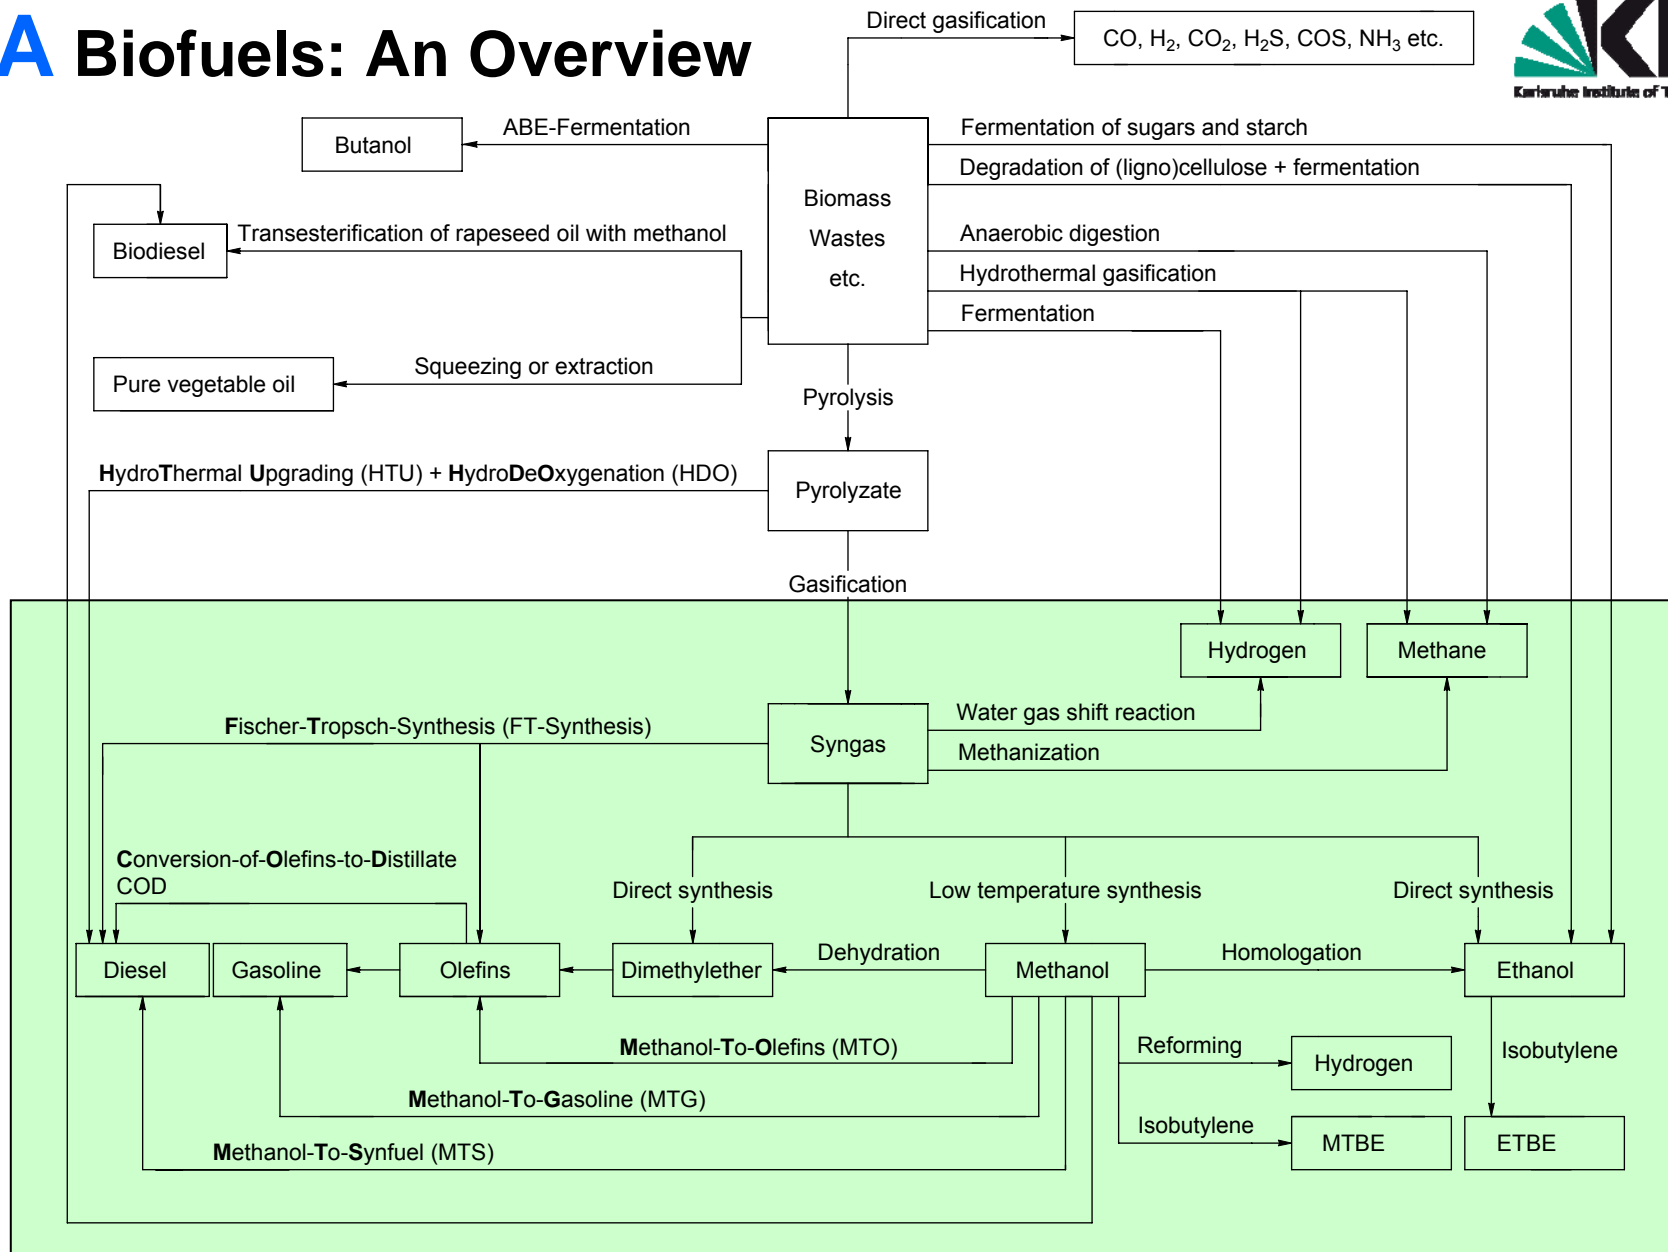 A Biofuels: An Overview
Direct gasification
CO, H₂, CO₂, H₂S, COS, NH₃ etc.
Karlsruhe Institute of T
Butanol
ABE-Fermentation
Fermentation of sugars and starch
Degradation of (ligno)cellulose + fermentation
Biomass
Wastes
etc.
Biodiesel
Transesterification of rapeseed oil with methanol
Anaerobic digestion
Hydrothermal gasification
Fermentation
Pure vegetable oil
Squeezing or extraction
Pyrolysis
HydroThermal Upgrading (HTU) + HydroDeOxygenation (HDO)
Pyrolyzate
Gasification
Hydrogen
Methane
Fischer-Tropsch-Synthesis (FT-Synthesis)
Syngas
Water gas shift reaction
Methanization
Conversion-of-Olefins-to-Distillate
COD
Direct synthesis
Low temperature synthesis
Direct synthesis
Diesel
Gasoline
Olefins
Dimethylether
Dehydration
Methanol
Homologation
Ethanol
Methanol-To-Olefins (MTO)
Reforming
Hydrogen
Isobutylene
Methanol-To-Gasoline (MTG)
Isobutylene
MTBE
ETBE
Methanol-To-Synfuel (MTS)